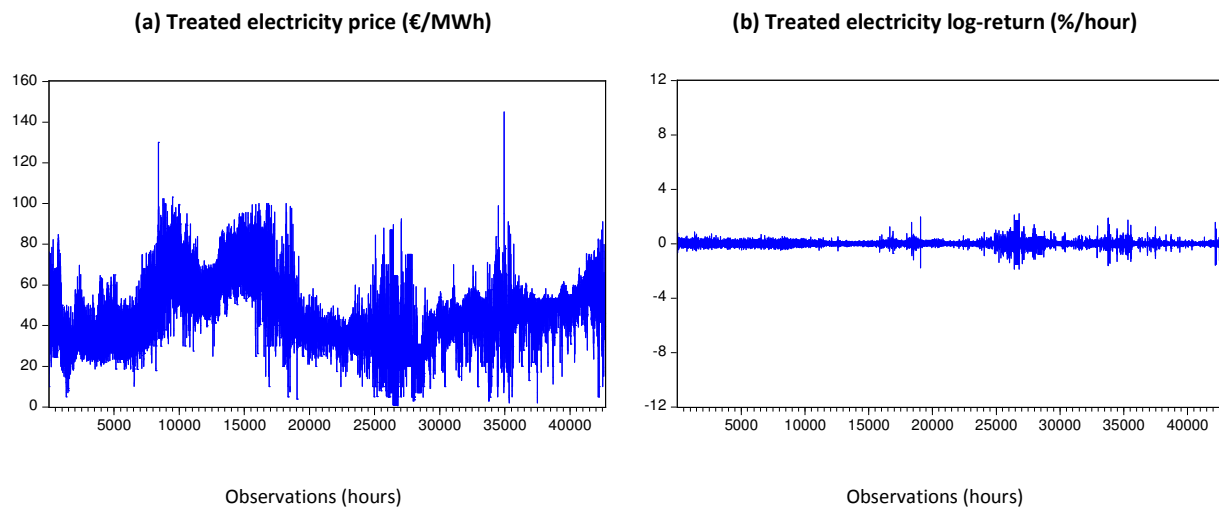 (a) Treated electricity price (€/MWh)
(b) Treated electricity log-return (%/hour)
160
140
120
100
80
60
40
20
0
5000 10000 15000 20000 25000 30000 35000 40000
Observations (hours)
12
8
4
0
-4
-8
-12
5000 10000 15000 20000 25000 30000 35000 40000
Observations (hours)